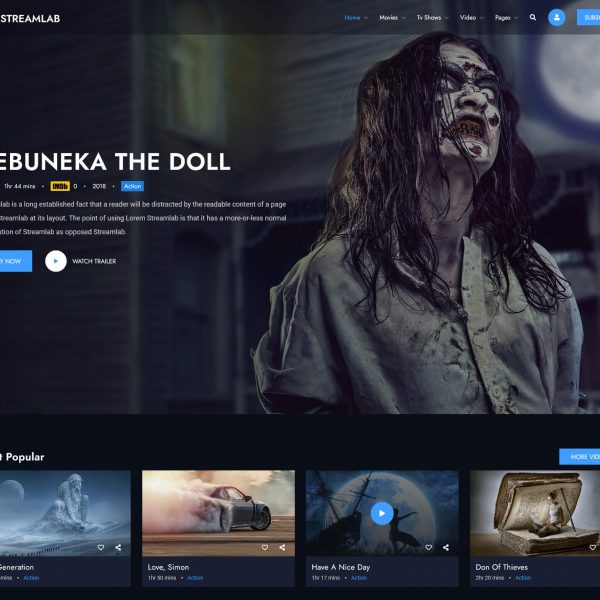 STREAMLAB
Home Movies Tv Shows Video Pages SUBS
EBUNEKA THE DOLL
1hr 44 mins • IMDb 0 • 2018 • Action
lab is a long established fact that a reader will be distracted by the readable content of a page
Streamlab at its layout. The point of using Lorem Streamlab is that it has a more-or-less normal
ution of Streamlab as opposed Streamlab.
Y NOW WATCH TRAILER
t Popular
MORE VID
Generation
mins • Action
Love, Simon
1hr 30 mins • Action
Have A Nice Day
1hr 17 mins • Action
Don Of Thieves
2hr 20 mins • Action